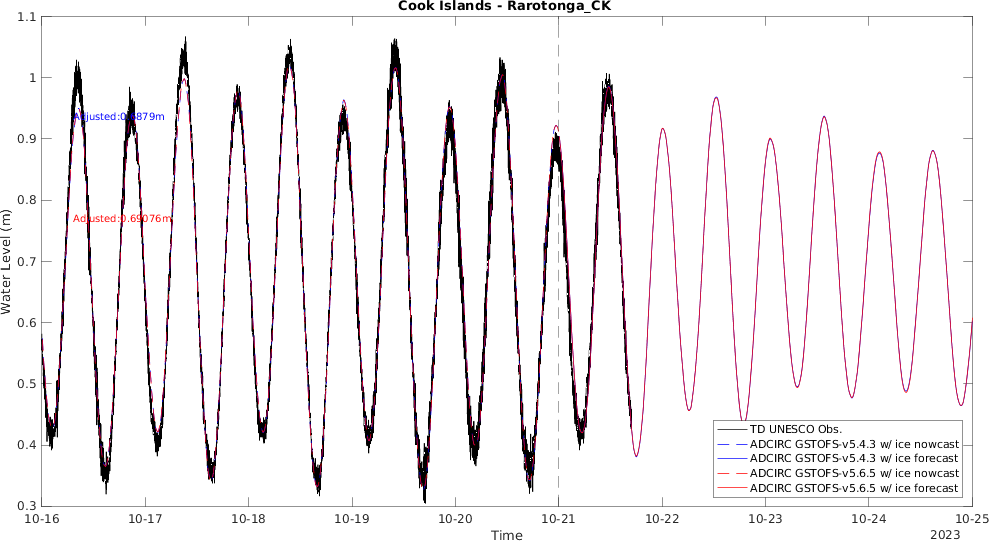 Cook Islands - Rarotonga_CK
1.1
1
0.9
0.8
0.7
0.6
0.5
0.4
0.3
Water Level (m)
Adjusted:0.6879m
Adjusted:0.69076m
TD UNESCO Obs.
ADCIRC GSTOFS-v5.4.3 w/ ice nowcast
ADCIRC GSTOFS-v5.4.3 w/ ice forecast
ADCIRC GSTOFS-v5.6.5 w/ ice nowcast
ADCIRC GSTOFS-v5.6.5 w/ ice forecast
10-16 10-17 10-18 10-19 10-20 10-21 10-22 10-23 10-24 10-25
Time
2023